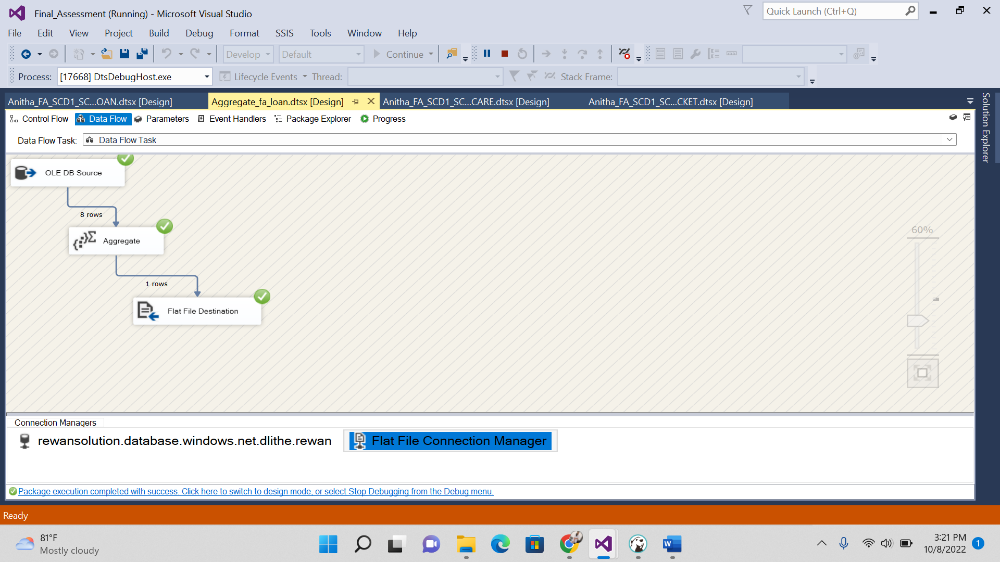 Final_Assessment (Running) - Microsoft Visual Studio
Quick Launch (Ctrl+Q)
File Edit View Project Build Debug Format SSIS Tools Window Help
Develop Default Continue
Process: [17668] DtsDebugHost.exe Lifecycle Events Thread: Stack Frame:
Anitha_FA_SCD1_SC...OAN.dtsx [Design] Aggregate_fa_loan.dtsx [Design] Anitha_FA_SCD1_SC...CARE.dtsx [Design] Anitha_FA_SCD1_SC...CKET.dtsx [Design]
Solution Explorer
Control Flow Data Flow Parameters Event Handlers Package Explorer Progress
Data Flow Task: Data Flow Task
OLE DB Source
8 rows
60%
Aggregate
1 rows
Flat File Destination
Connection Managers
rewansolution.database.windows.net.dlithe.rewan Flat File Connection Manager
Package execution completed with success. Click here to switch to design mode, or select Stop Debugging from the Debug menu.
Ready
81°F
Mostly cloudy
W
3:21 PM
10/8/2022
1